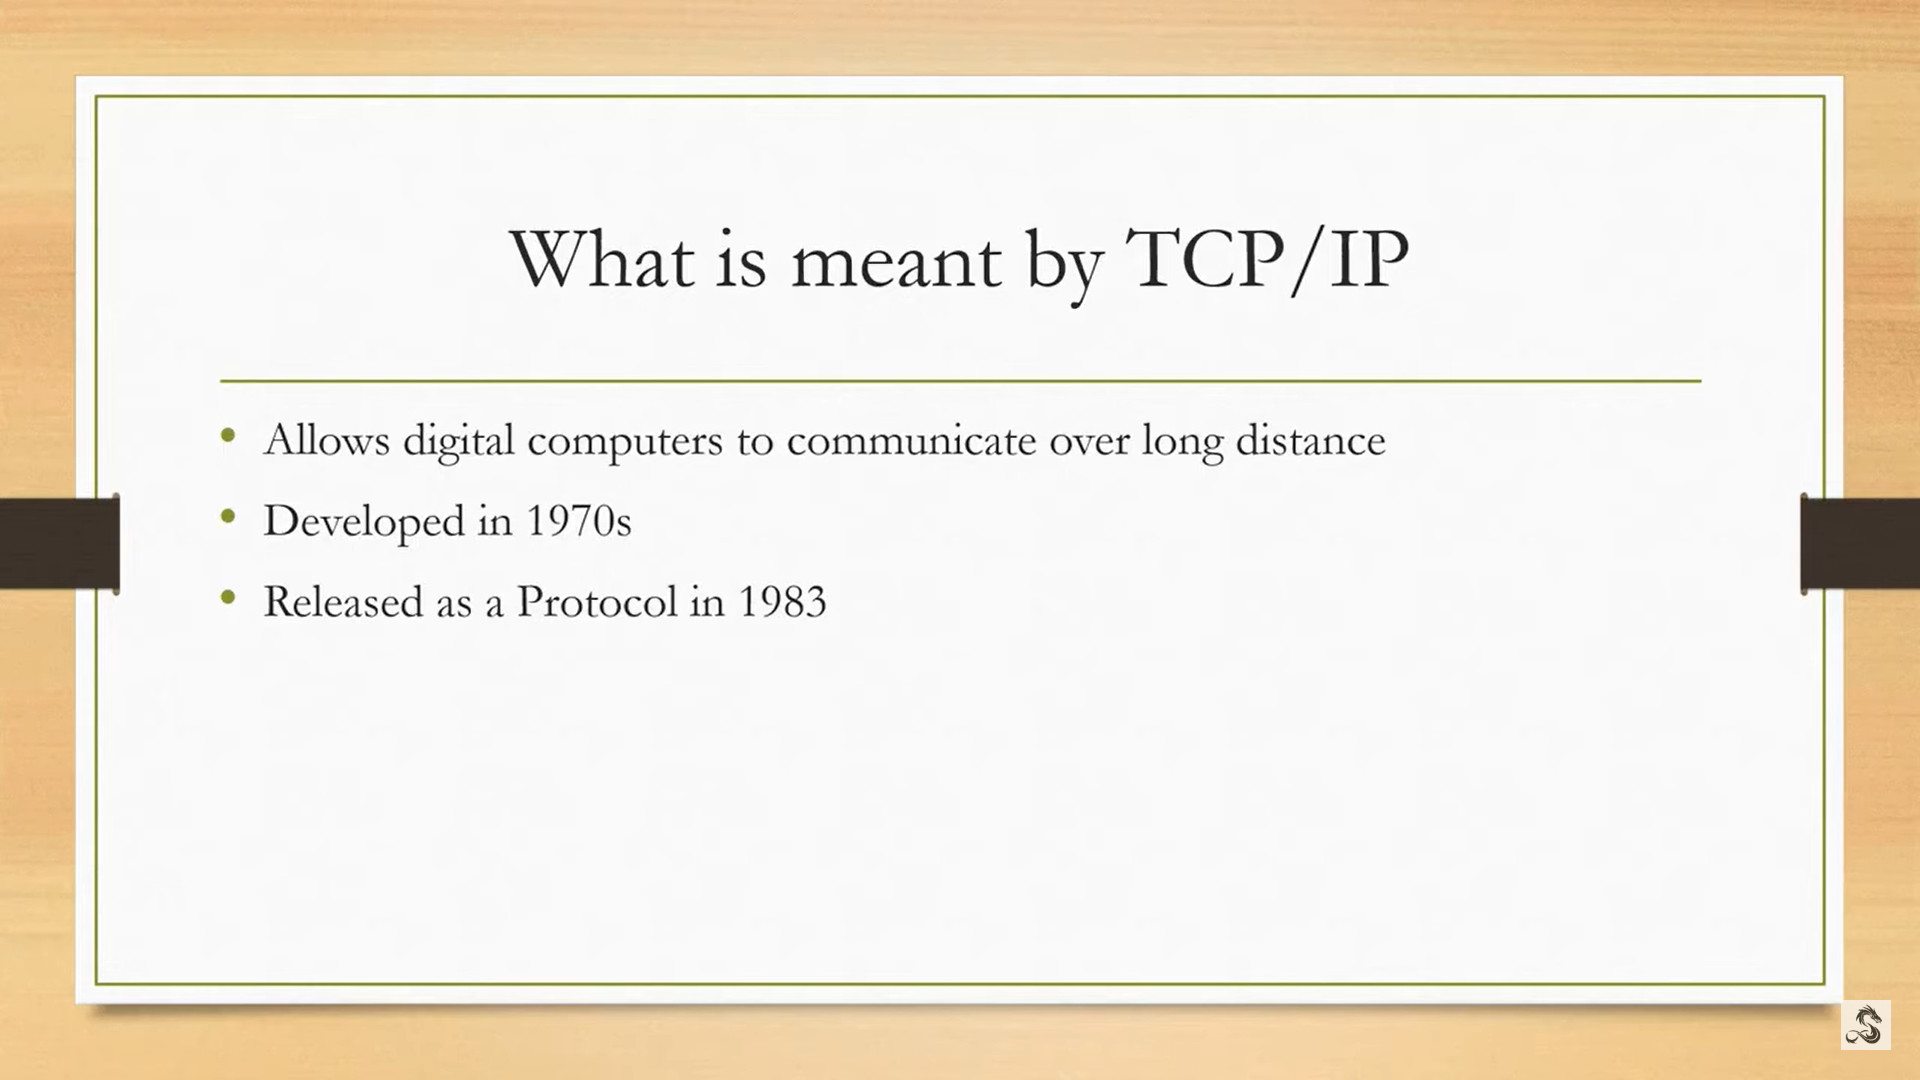 What is meant by TCP/IP
• Allows digital computers to communicate over long distance
• Developed in 1970s
• Released as a Protocol in 1983